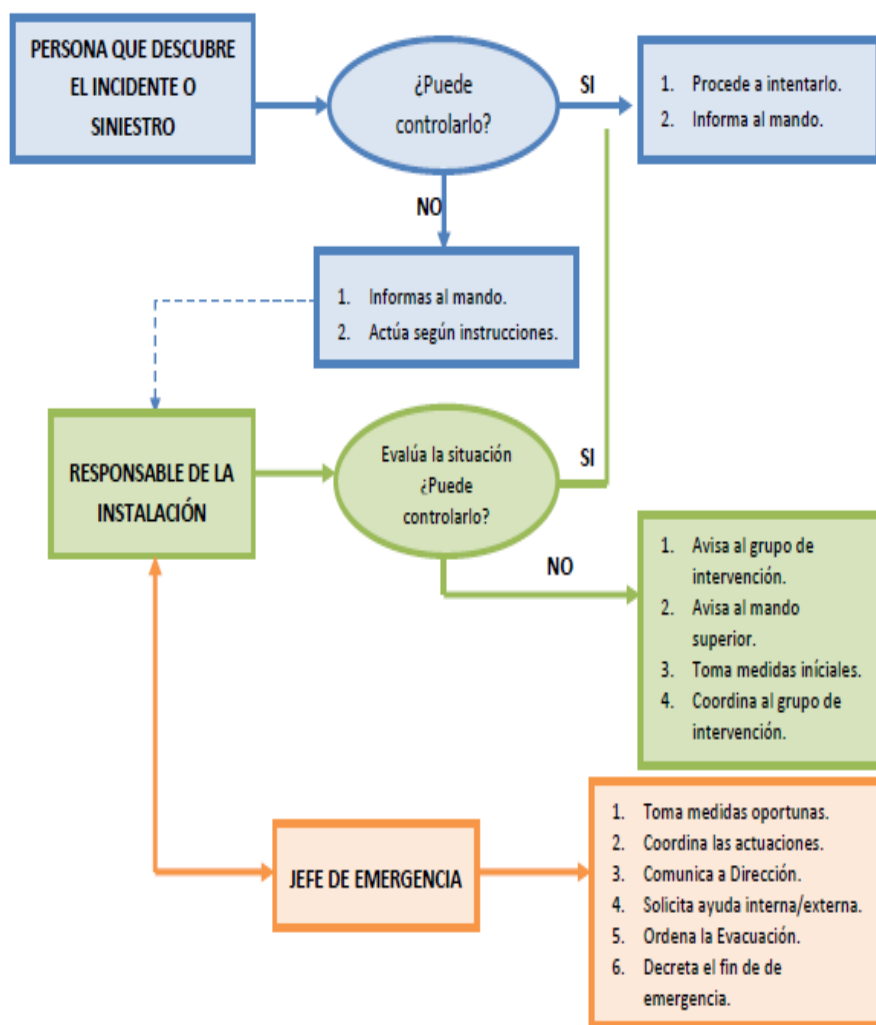 PERSONA QUE DESCUBRE
EL INCIDENTE O
SINIESTRO
¿Puede
controlarlo?
SI
1. Procede a intentarlo.
2. Informa al mando.
NO
1. Informas al mando.
2. Actúa según instrucciones.
RESPONSABLE DE LA
INSTALACIÓN
Evalúa la situación
¿Puede
controlarlo?
SI
NO
1. Avisa al grupo de
intervención.
2. Avisa al mando
superior.
3. Toma medidas iníciales.
4. Coordina al grupo de
intervención.
JEFE DE EMERGENCIA
1. Toma medidas oportunas.
2. Coordina las actuaciones.
3. Comunica a Dirección.
4. Solicita ayuda interna/externa.
5. Ordena la Evacuación.
6. Decreta el fin de de
emergencia.